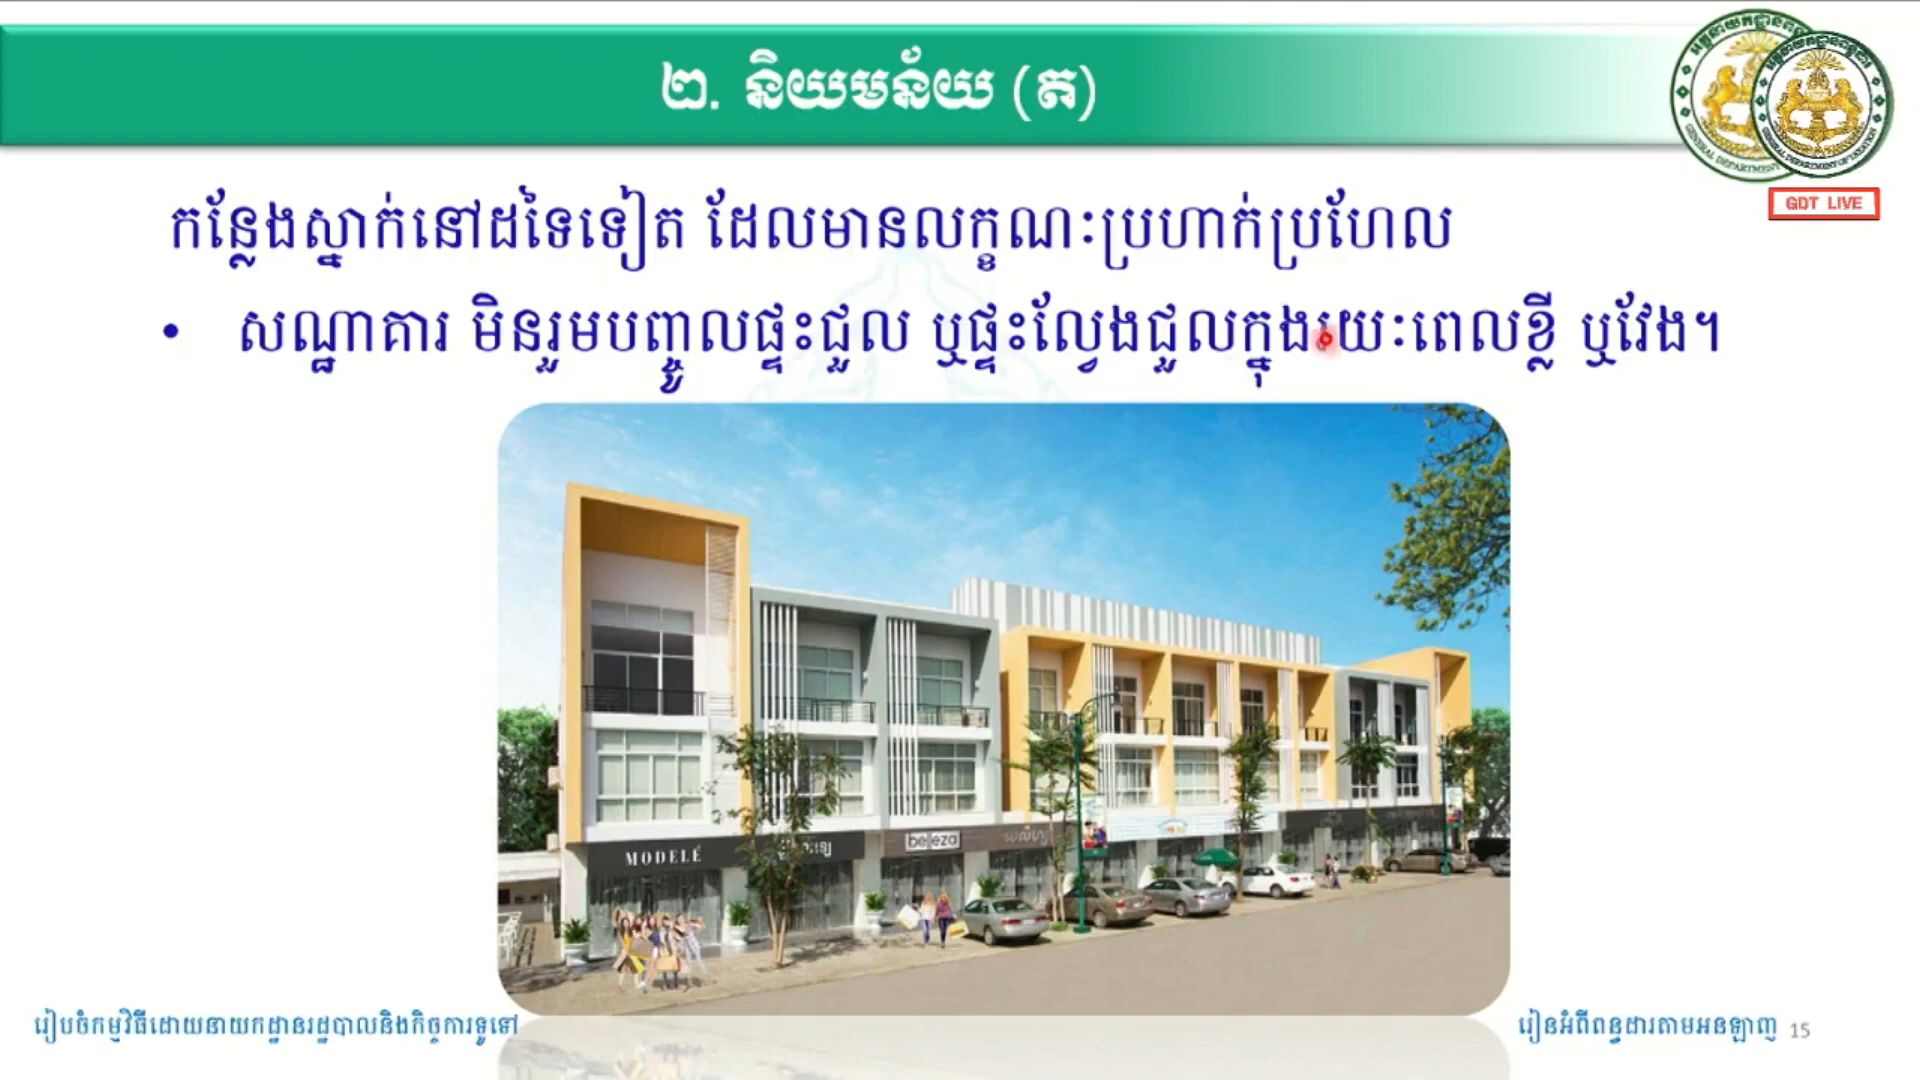 ២. និយមន័យ (ត)
GDT LIVE
កន្លែងស្នាក់នៅដទៃទៀត ដែលមានលក្ខណៈប្រហាក់ប្រហែល
• សណ្ឋាគារ មិនរួមបញ្ចូលផ្ទះជួល ឬផ្ទះល្វែងជួលក្នុងរយៈពេលខ្លី ឬវែង។
MODELÉ
belleza
រៀបចំកម្មវិធីដោយនាយកដ្ឋានរដ្ឋបាលនិងកិច្ចការទូទៅ
រៀនអំពីពន្ធដារតាមអនឡាញ 15